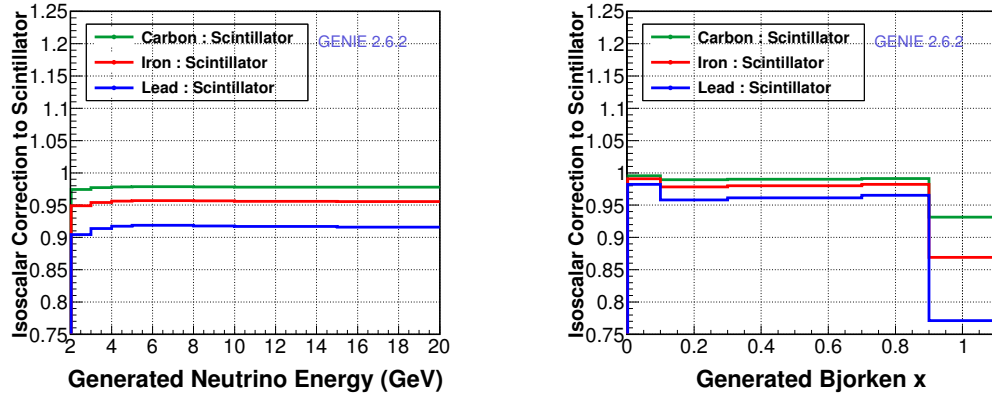 Isoscalar Correction to Scintillator
1.25
1.2
1.15
1.1
1.05
1
0.95
0.9
0.85
0.8
0.75
Carbon : Scintillator
Iron : Scintillator
Lead : Scintillator
GENIE 2.6.2
2 4 6 8 10 12 14 16 18 20
Generated Neutrino Energy (GeV)
Isoscalar Correction to Scintillator
1.25
1.2
1.15
1.1
1.05
1
0.95
0.9
0.85
0.8
0.75
Carbon : Scintillator
Iron : Scintillator
Lead : Scintillator
GENIE 2.6.2
0 0.2 0.4 0.6 0.8 1
Generated Bjorken x